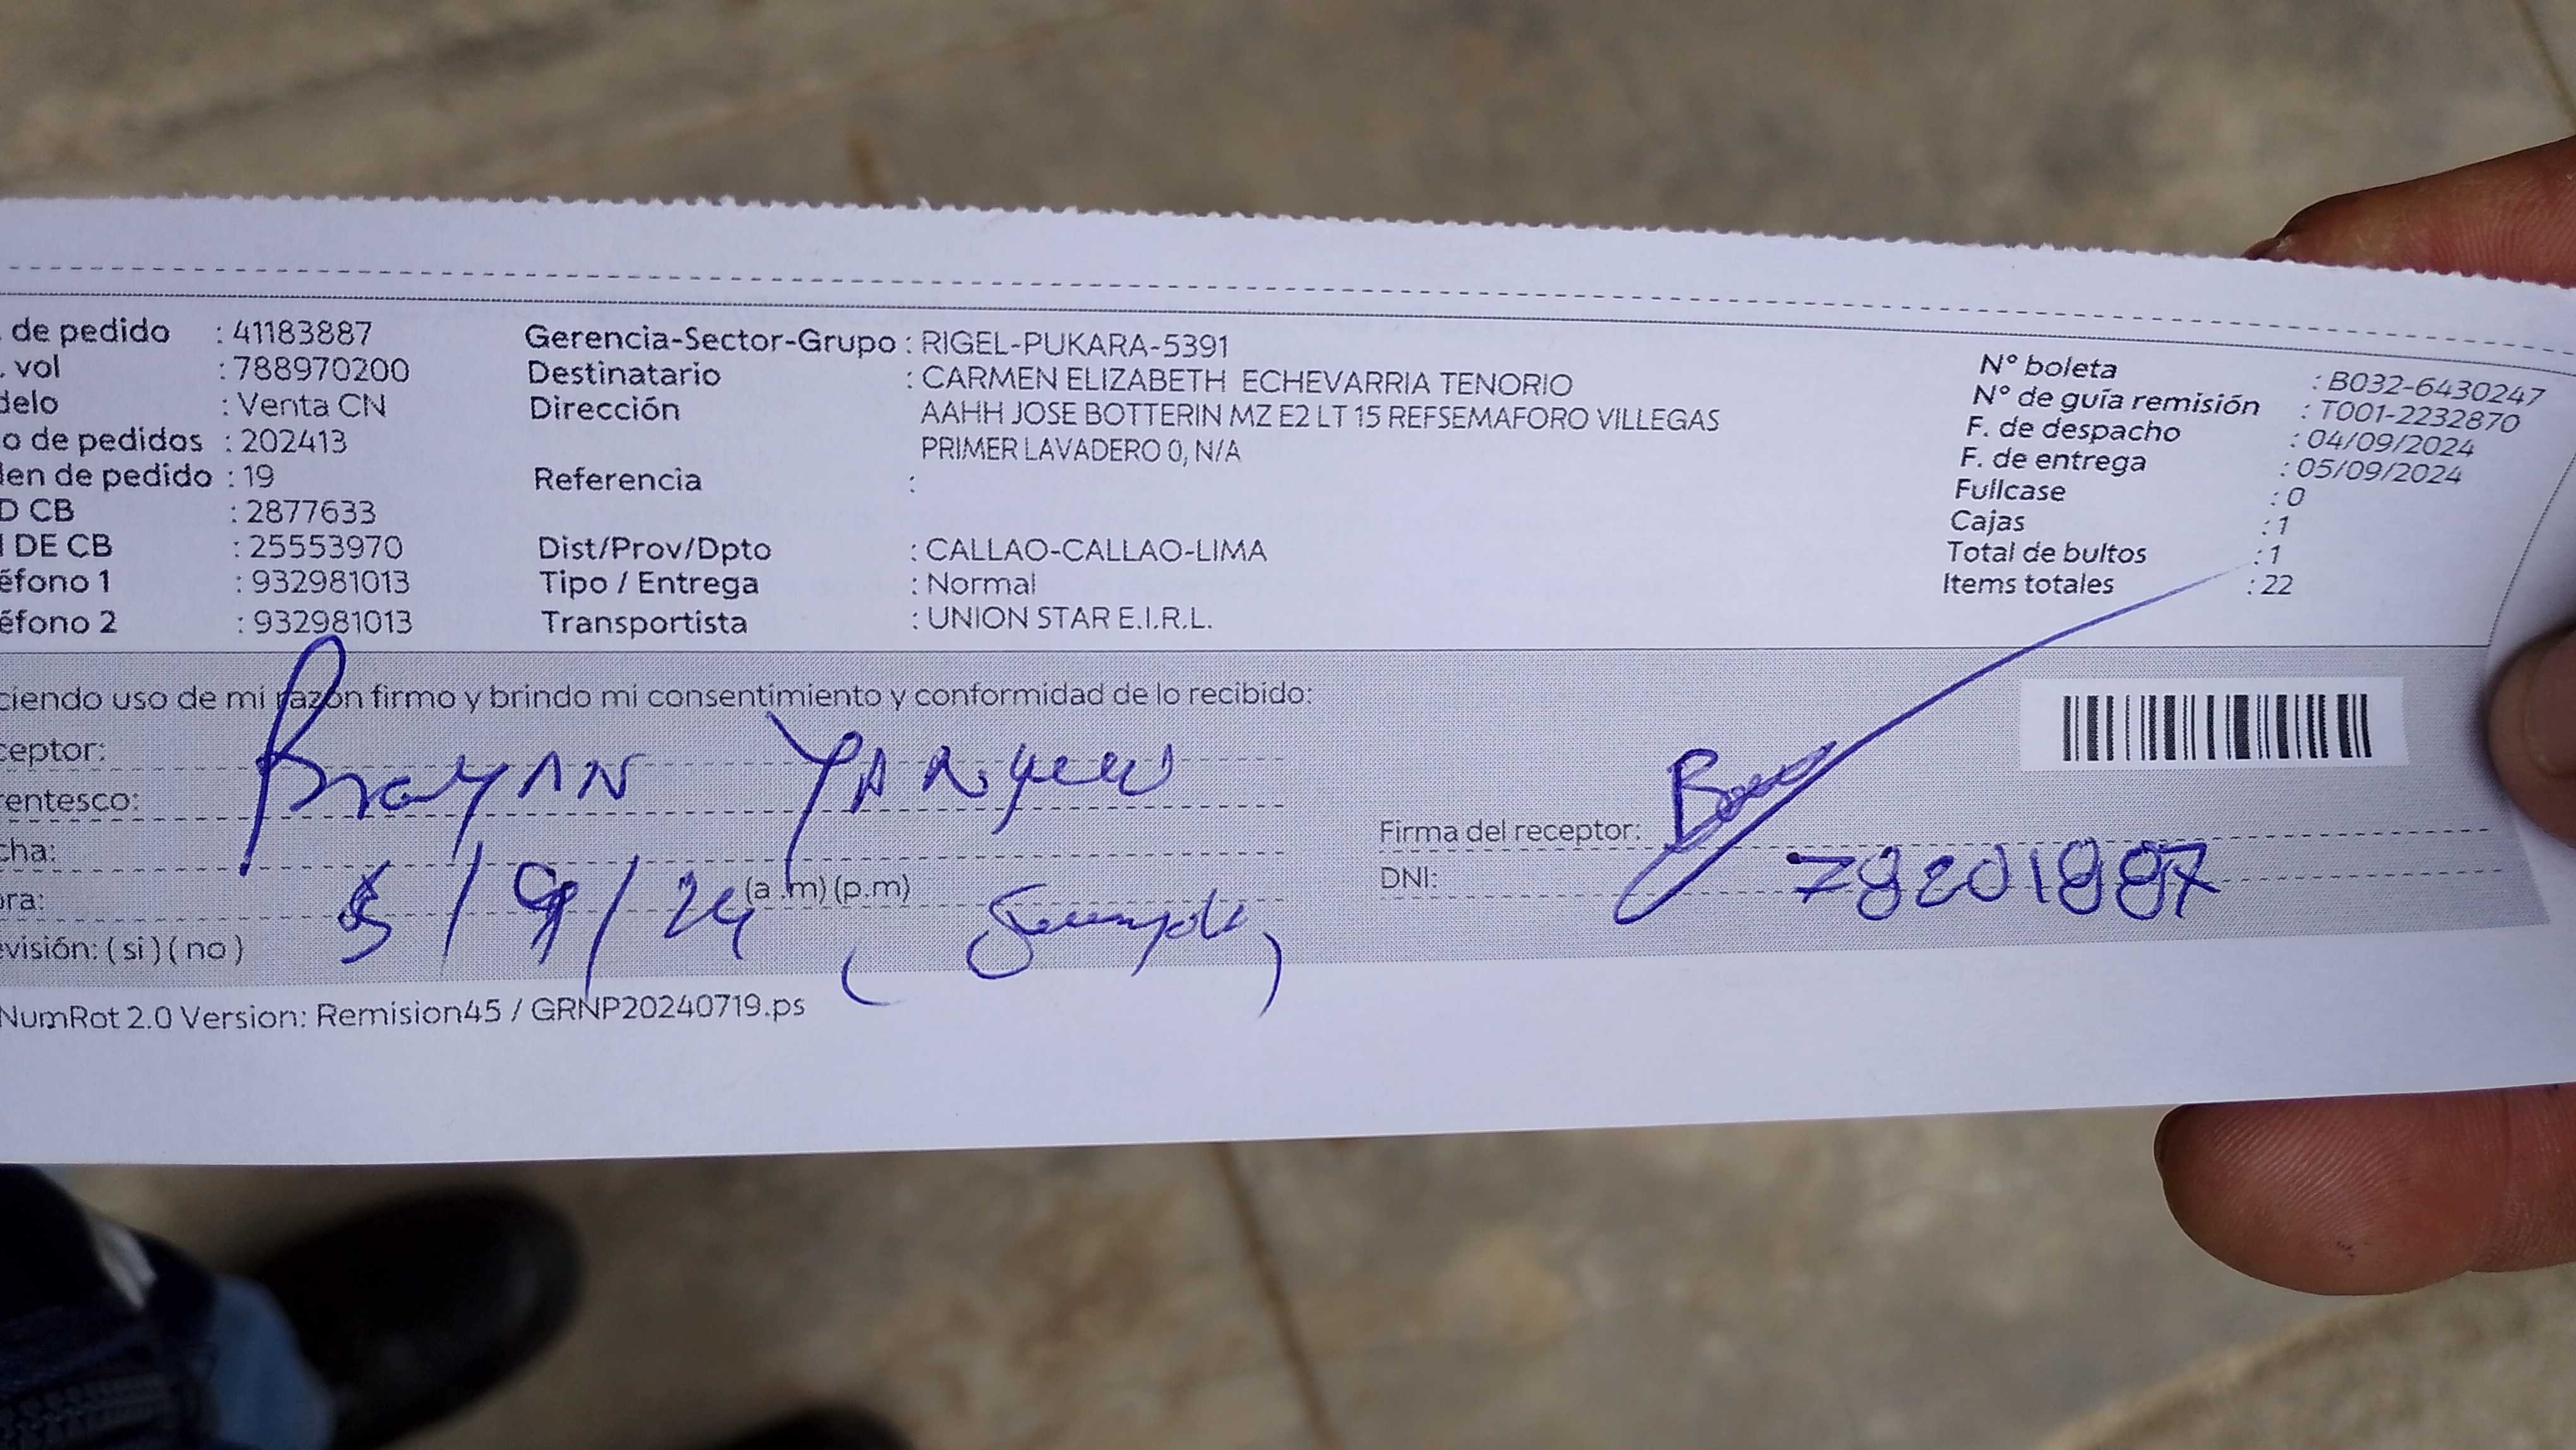 de pedido : 41183887
vol : 788970200
delo : Venta CN
o de pedidos : 202413
den de pedido : 19
D CB : 2877633
DE CB : 25553970
éfono 1 : 932981013
éfono 2 : 932981013
Gerencia-Sector-Grupo : RIGEL-PUKARA-5391
Destinatario : CARMEN ELIZABETH ECHEVARRIA TENORIO
Dirección AAHH JOSE BOTTERIN MZ E2 LT 15 REFSEMAFORO VILLEGAS
PRIMER LAVADERO 0, N/A
Referencia :
Dist/Prov/Dpto : CALLAO-CALLAO-LIMA
Tipo / Entrega : Normal
Transportista : UNION STAR E.I.R.L.
N° boleta : B032-6430247
N° de guía remisión : T001-2232870
F. de despacho : 04/09/2024
F. de entrega : 05/09/2024
Fullcase : 0
Cajas : 1
Total de bultos : 1
Items totales : 22
ciendo uso de mi razón firmo y brindo mi consentimiento y conformidad de lo recibido:
ceptor: Brayan
entesco:
cha: 5/9/24
ora: (a .m) (p.m)
evisión: ( si ) ( no )
Firma del receptor:
DNI:
NumRot 2.0 Version: Remision45 / GRNP20240719.ps